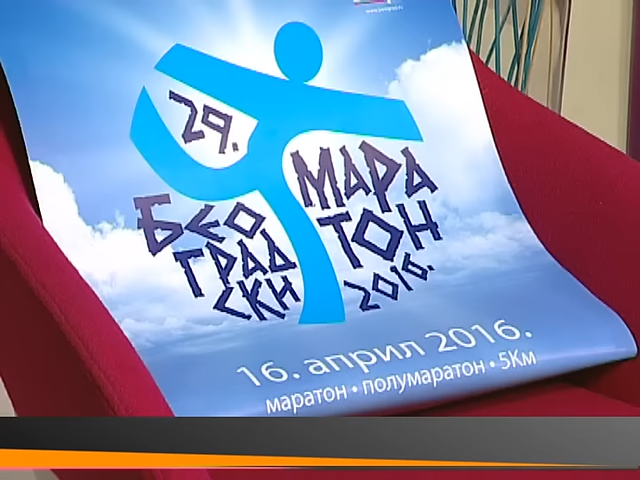 29.
БЕО
ГРАД
СКИ
МАРА
ТОН
2016.
16. април 2016.
маратон • полумаратон • 5Км